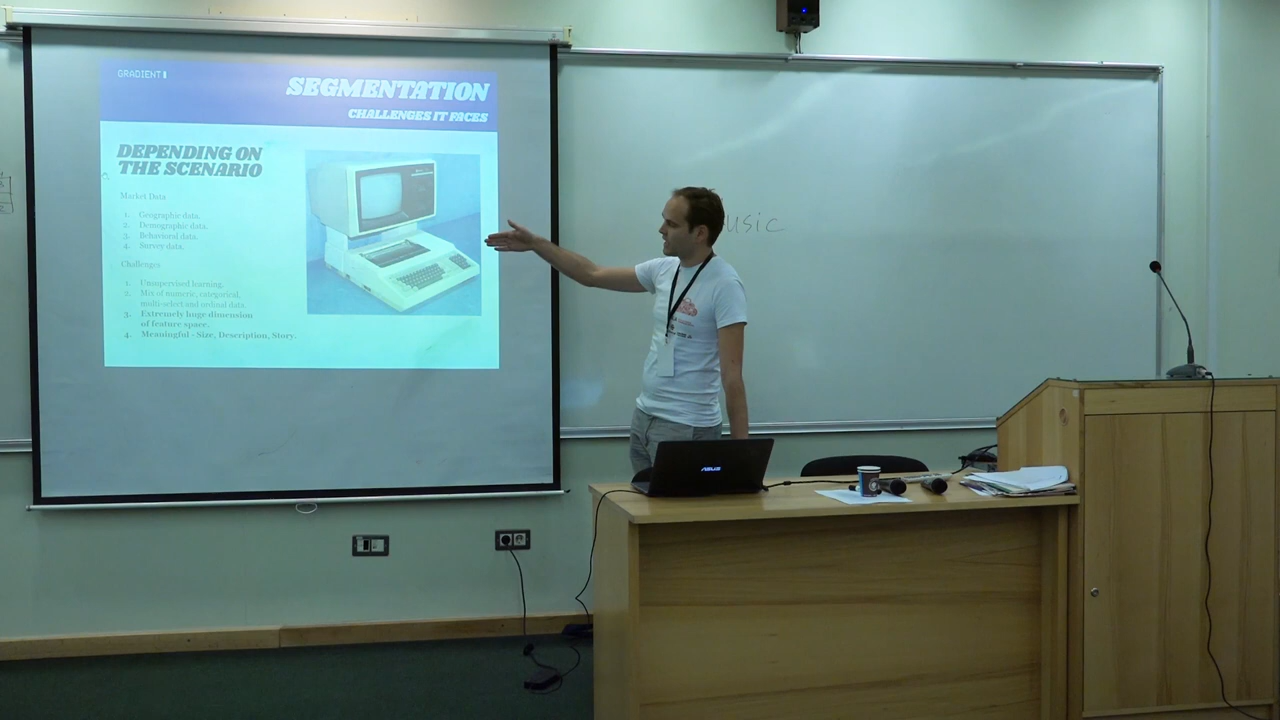 GRADIENT
SEGMENTATION
CHALLENGES IT FACES
DEPENDING ON
THE SCENARIO
Market Data
1. Geographic data.
2. Demographic data.
3. Behavioral data.
4. Survey data.
Challenges
1. Unsupervised learning.
2. Mix of numeric, categorical,
multi-select and ordinal data.
3. Extremely huge dimension
of feature space.
4. Meaningful - Size, Description, Story.
usic
ASUS